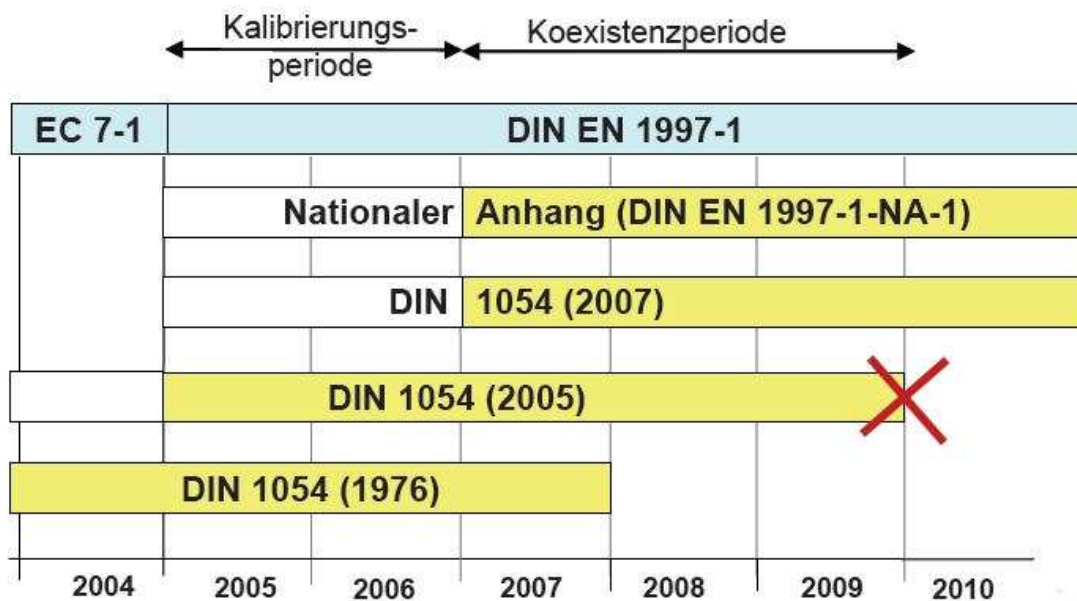 Kalibrierungs-
periode
Koexistenzperiode
EC 7-1
DIN EN 1997-1
Nationaler Anhang (DIN EN 1997-1-NA-1)
DIN 1054 (2007)
DIN 1054 (2005)
DIN 1054 (1976)
2004 2005 2006 2007 2008 2009 2010